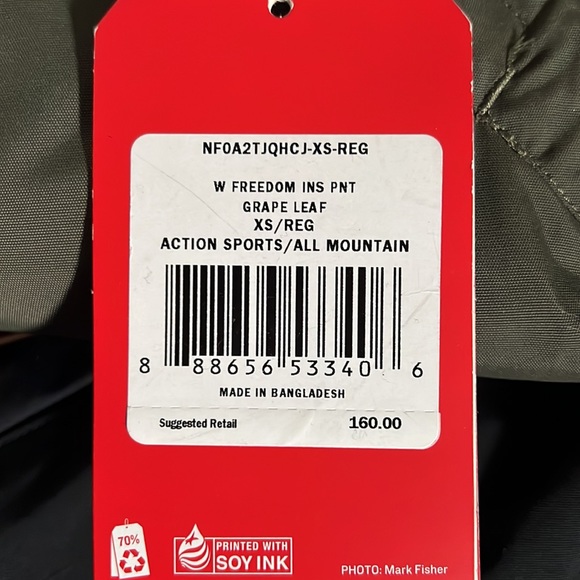 NF0A2TJQHCJ-XS-REG
W FREEDOM INS PNT
GRAPE LEAF
XS/REG
ACTION SPORTS/ALL MOUNTAIN
8 88656 53340 6
MADE IN BANGLADESH
Suggested Retail 160.00
70%
PRINTED WITH
SOY INK
PHOTO: Mark Fisher